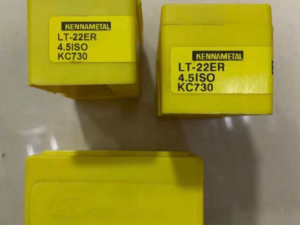 KENNAMETAL
LT-22ER
4.5ISO
KC730
KENNAMETAL
LT-22ER
4.5ISO
KC730